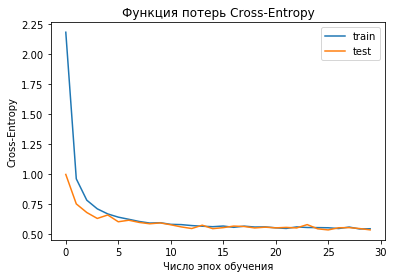 Функция потерь Cross-Entropy
train
test
Cross-Entropy
2.25
2.00
1.75
1.50
1.25
1.00
0.75
0.50
0 5 10 15 20 25 30
Число эпох обучения